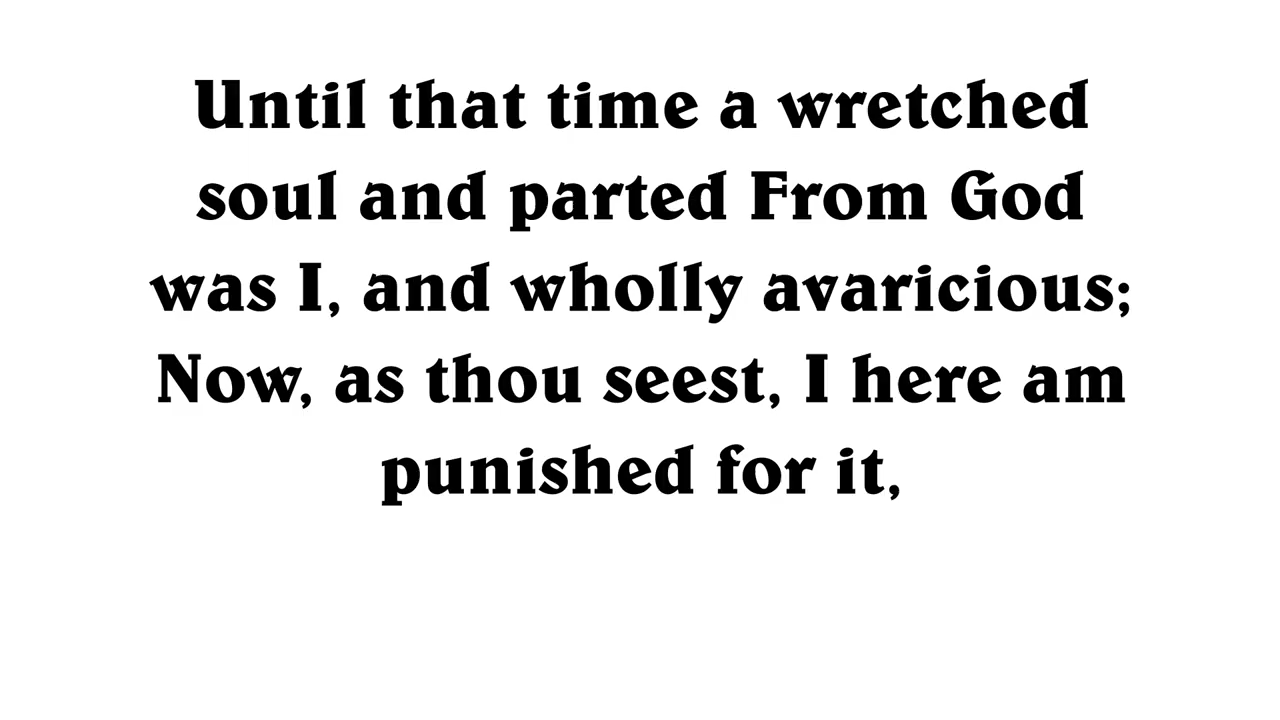 Until that time a wretched
soul and parted From God
was I, and wholly avaricious;
Now, as thou seest, I here am
punished for it,